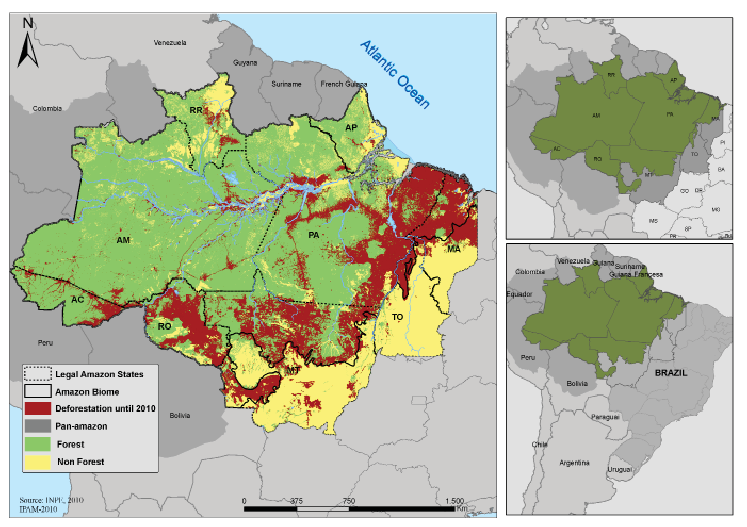 N
Venezuela
Guyana
Suriname
French Guiana
Atlantic Ocean
Colombia
RR
AP
AM
PA
MA
AC
TO
RO
MT
Peru
Bolivia
Legal Amazon States
Amazon Biome
Deforestation until 2010
Pan-amazon
Forest
Non Forest
Source: INPE, 2010
IPAM-2010
0 375 750 1.500
Km
RR
AP
AM
PA
MA
AC
RO
MT
TO
PI
BA
GO
DF
MG
MS
SP
PR
Venezuela
Guiana
Suriname
Guiana Francesa
Colombia
Equador
Peru
BRAZIL
Bolivia
Paraguai
Chile
Argentina
Uruguai